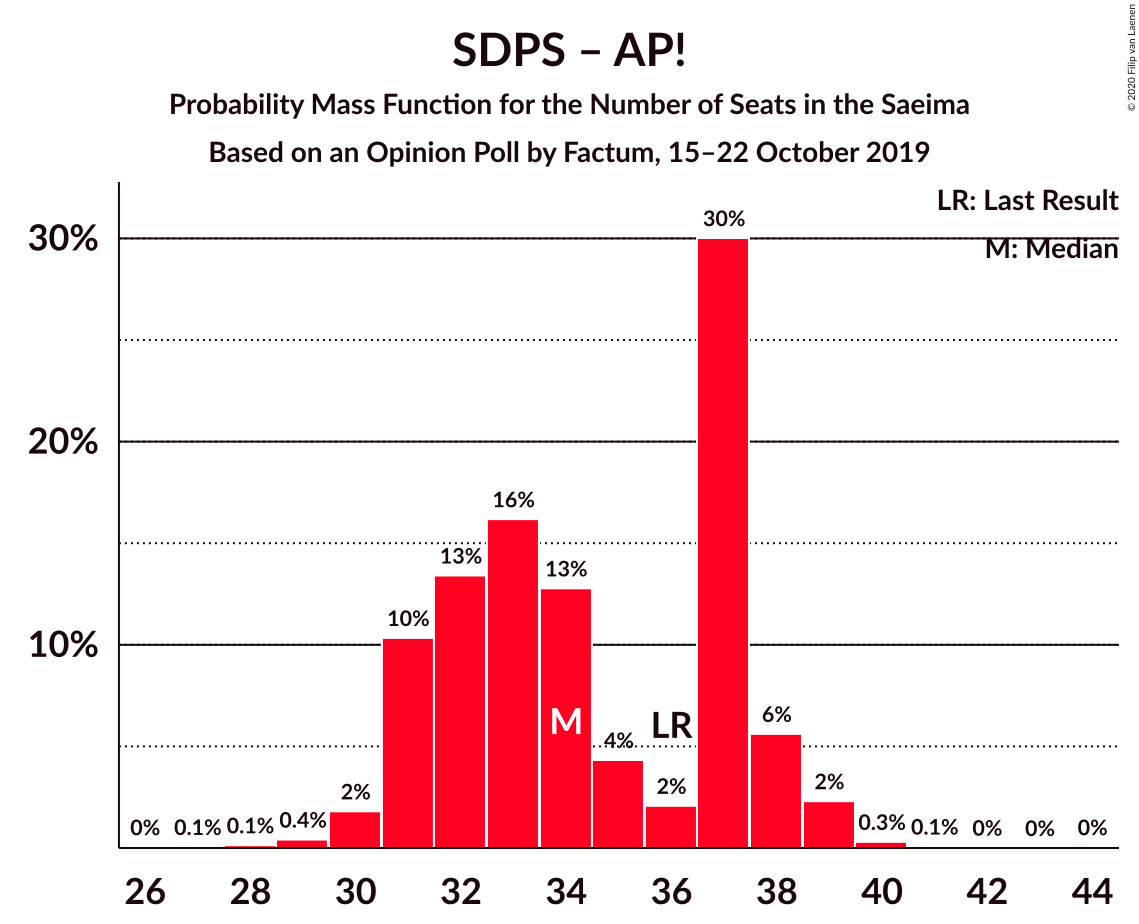 SDPS – AP!
Probability Mass Function for the Number of Seats in the Saeima
Based on an Opinion Poll by Factum, 15–22 October 2019
© 2020 Filip van Laenen
LR: Last Result
M: Median
30%
20%
10%
0%
0.1%
0.1%
0.4%
2%
10%
13%
16%
13%
4%
2%
30%
6%
2%
0.3%
0.1%
0%
0%
0%
M
LR
26 28 30 32 34 36 38 40 42 44